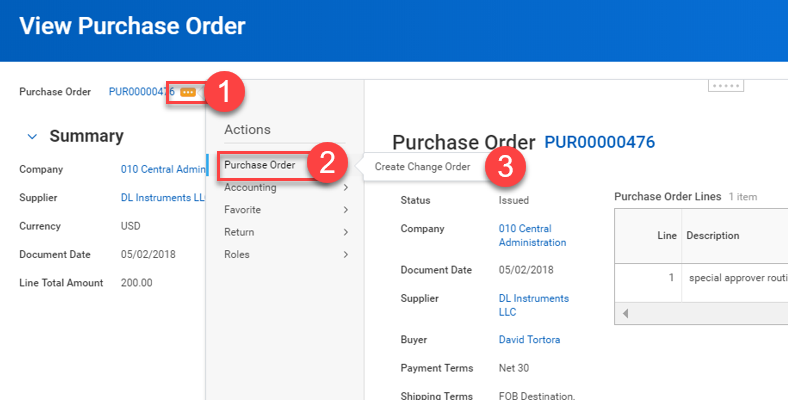 View Purchase Order
Purchase Order PUR00000476 1
Summary
Company 010 Central Admin
Supplier DL Instruments LL
Currency USD
Document Date 05/02/2018
Line Total Amount 200.00
Actions
Purchase Order 2
Accounting
Favorite
Return
Roles
Create Change Order 3
Purchase Order PUR00000476
Status Issued
Company 010 Central
Administration
Document Date 05/02/2018
Supplier DL Instruments
LLC
Buyer David Tortora
Payment Terms Net 30
Shipping Terms FOB Destination,
Purchase Order Lines 1 item
Line Description
1 special approver routi